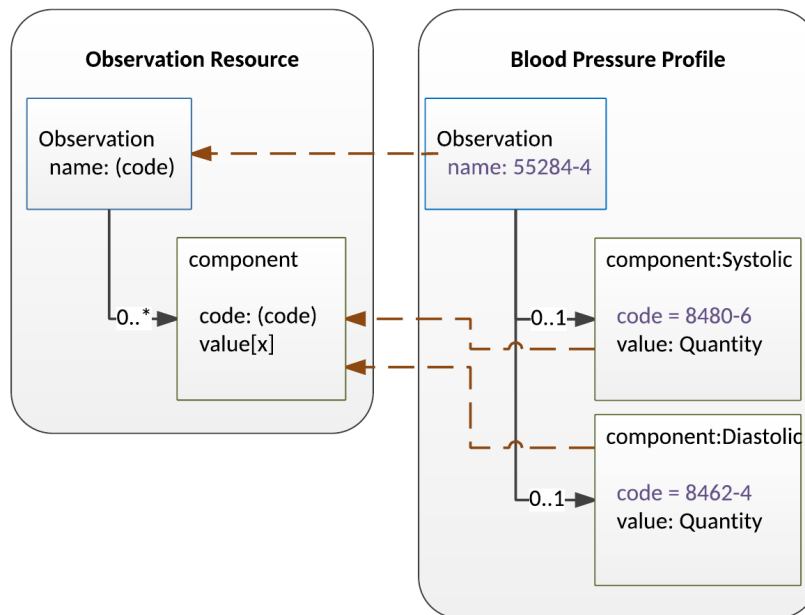 Observation Resource
Observation
name: (code)
0..*
component
code: (code)
value[x]
Blood Pressure Profile
Observation
name: 55284-4
0..1
component:Systolic
code = 8480-6
value: Quantity
0..1
component:Diastolic
code = 8462-4
value: Quantity